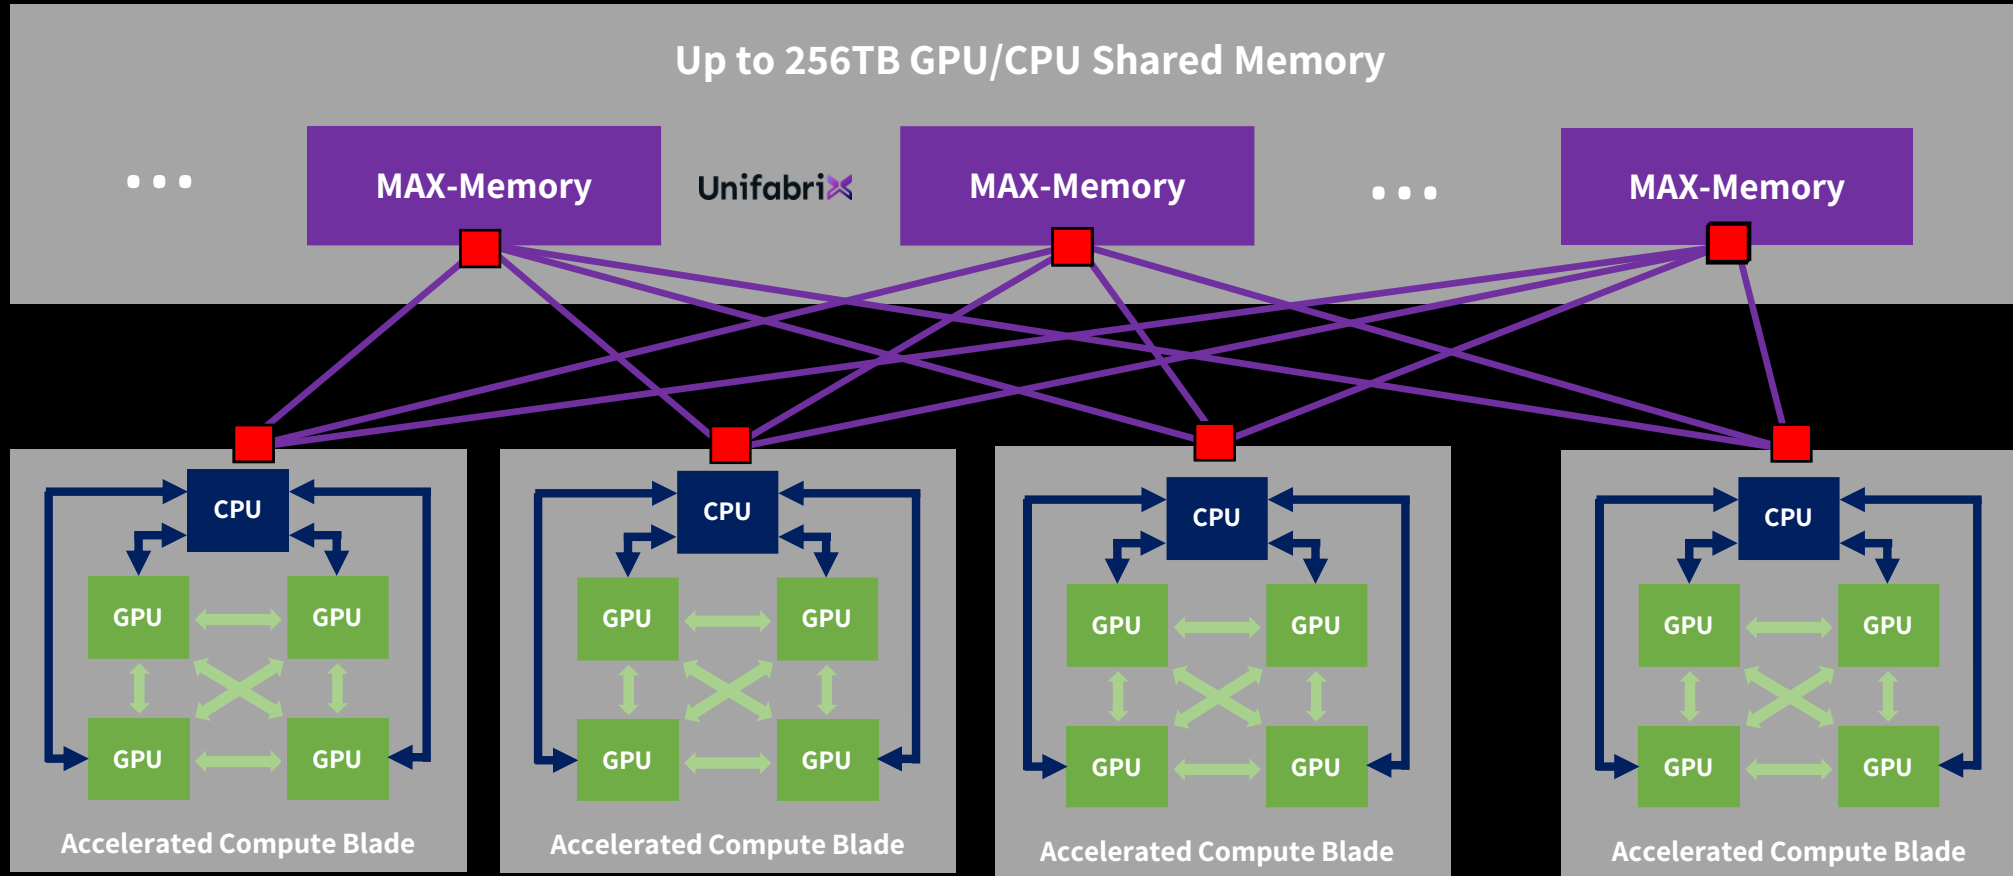 Up to 256TB GPU/CPU Shared Memory
...
MAX-Memory
UnifabriX
MAX-Memory
...
MAX-Memory
CPU
GPU
GPU
GPU
GPU
Accelerated Compute Blade
CPU
GPU
GPU
GPU
GPU
Accelerated Compute Blade
CPU
GPU
GPU
GPU
GPU
Accelerated Compute Blade
CPU
GPU
GPU
GPU
GPU
Accelerated Compute Blade